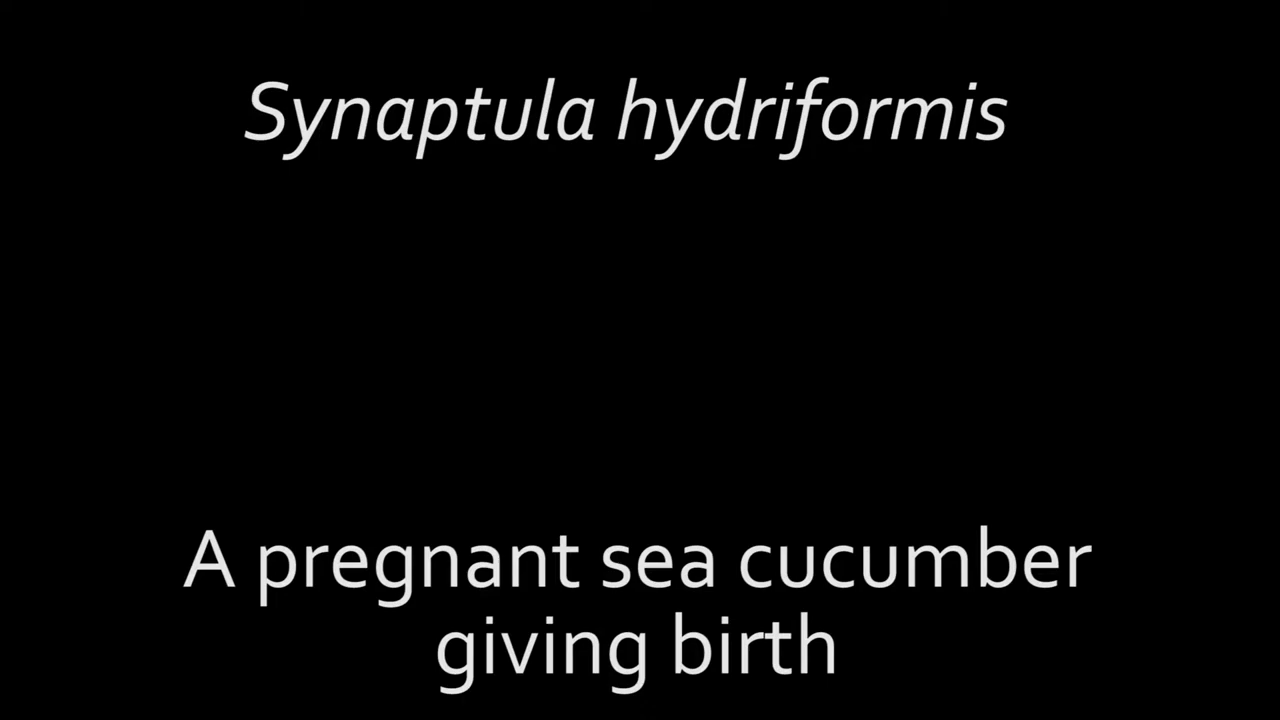 Synaptula hydriformis
A pregnant sea cucumber
giving birth